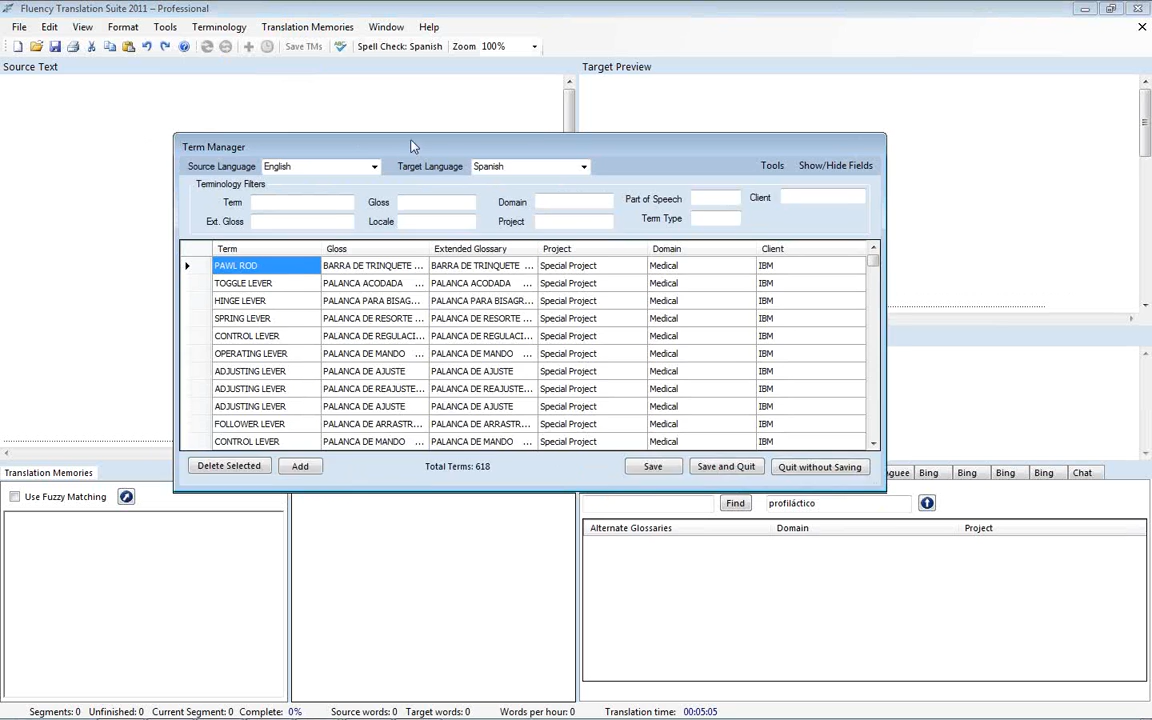 Fluency Translation Suite 2011 – Professional
File Edit View Format Tools Terminology Translation Memories Window Help
Save TMs Spell Check: Spanish Zoom 100%
Source Text Target Preview
Term Manager
Source Language English Target Language Spanish Tools Show/Hide Fields
Terminology Filters
Term Gloss Domain Part of Speech Client
Ext. Gloss Locale Project Term Type
Term Gloss Extended Glossary Project Domain Client
PAWL ROD BARRA DE TRINQUETE ... BARRA DE TRINQUETE ... Special Project Medical IBM
TOGGLE LEVER PALANCA ACODADA PALANCA ACODADA ... Special Project Medical IBM
HINGE LEVER PALANCA PARA BISAG... PALANCA PARA BISAGR... Special Project Medical IBM
SPRING LEVER PALANCA DE RESORTE ... PALANCA DE RESORTE ... Special Project Medical IBM
CONTROL LEVER PALANCA DE REGULACI... PALANCA DE REGULACI... Special Project Medical IBM
OPERATING LEVER PALANCA DE MANDO ... PALANCA DE MANDO ... Special Project Medical IBM
ADJUSTING LEVER PALANCA DE AJUSTE PALANCA DE AJUSTE Special Project Medical IBM
ADJUSTING LEVER PALANCA DE REAJUSTE... PALANCA DE REAJUSTE... Special Project Medical IBM
ADJUSTING LEVER PALANCA DE AJUSTE PALANCA DE AJUSTE Special Project Medical IBM
FOLLOWER LEVER PALANCA DE ARRASTR... PALANCA DE ARRASTR... Special Project Medical IBM
CONTROL LEVER PALANCA DE MANDO ... PALANCA DE MANDO ... Special Project Medical IBM
Delete Selected Add Total Terms: 618 Save Save and Quit Quit without Saving
Translation Memories guee Bing Bing Bing Bing Chat
Use Fuzzy Matching Find profiláctico
Alternate Glossaries Domain Project
Segments: 0 Unfinished: 0 Current Segment: 0 Complete: 0% Source words: 0 Target words: 0 Words per hour: 0 Translation time: 00:05:05